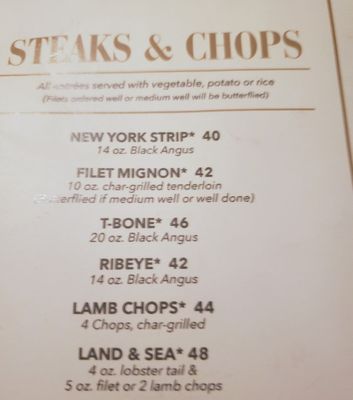 STEAKS & CHOPS
All entrées served with vegetable, potato or rice
(Filets ordered well or medium well will be butterflied)
NEW YORK STRIP* 40
14 oz. Black Angus
FILET MIGNON* 42
10 oz. char-grilled tenderloin
(Butterflied if medium well or well done)
T-BONE* 46
20 oz. Black Angus
RIBEYE* 42
14 oz. Black Angus
LAMB CHOPS* 44
4 Chops, char-grilled
LAND & SEA* 48
4 oz. lobster tail &
5 oz. filet or 2 lamb chops